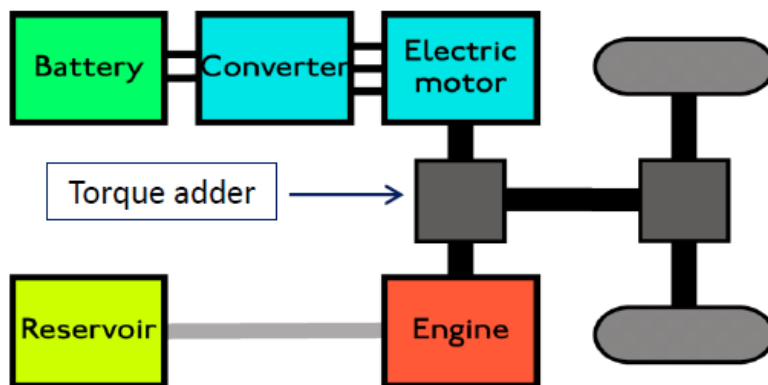 Battery
Converter
Electric
motor
Torque adder
Reservoir
Engine